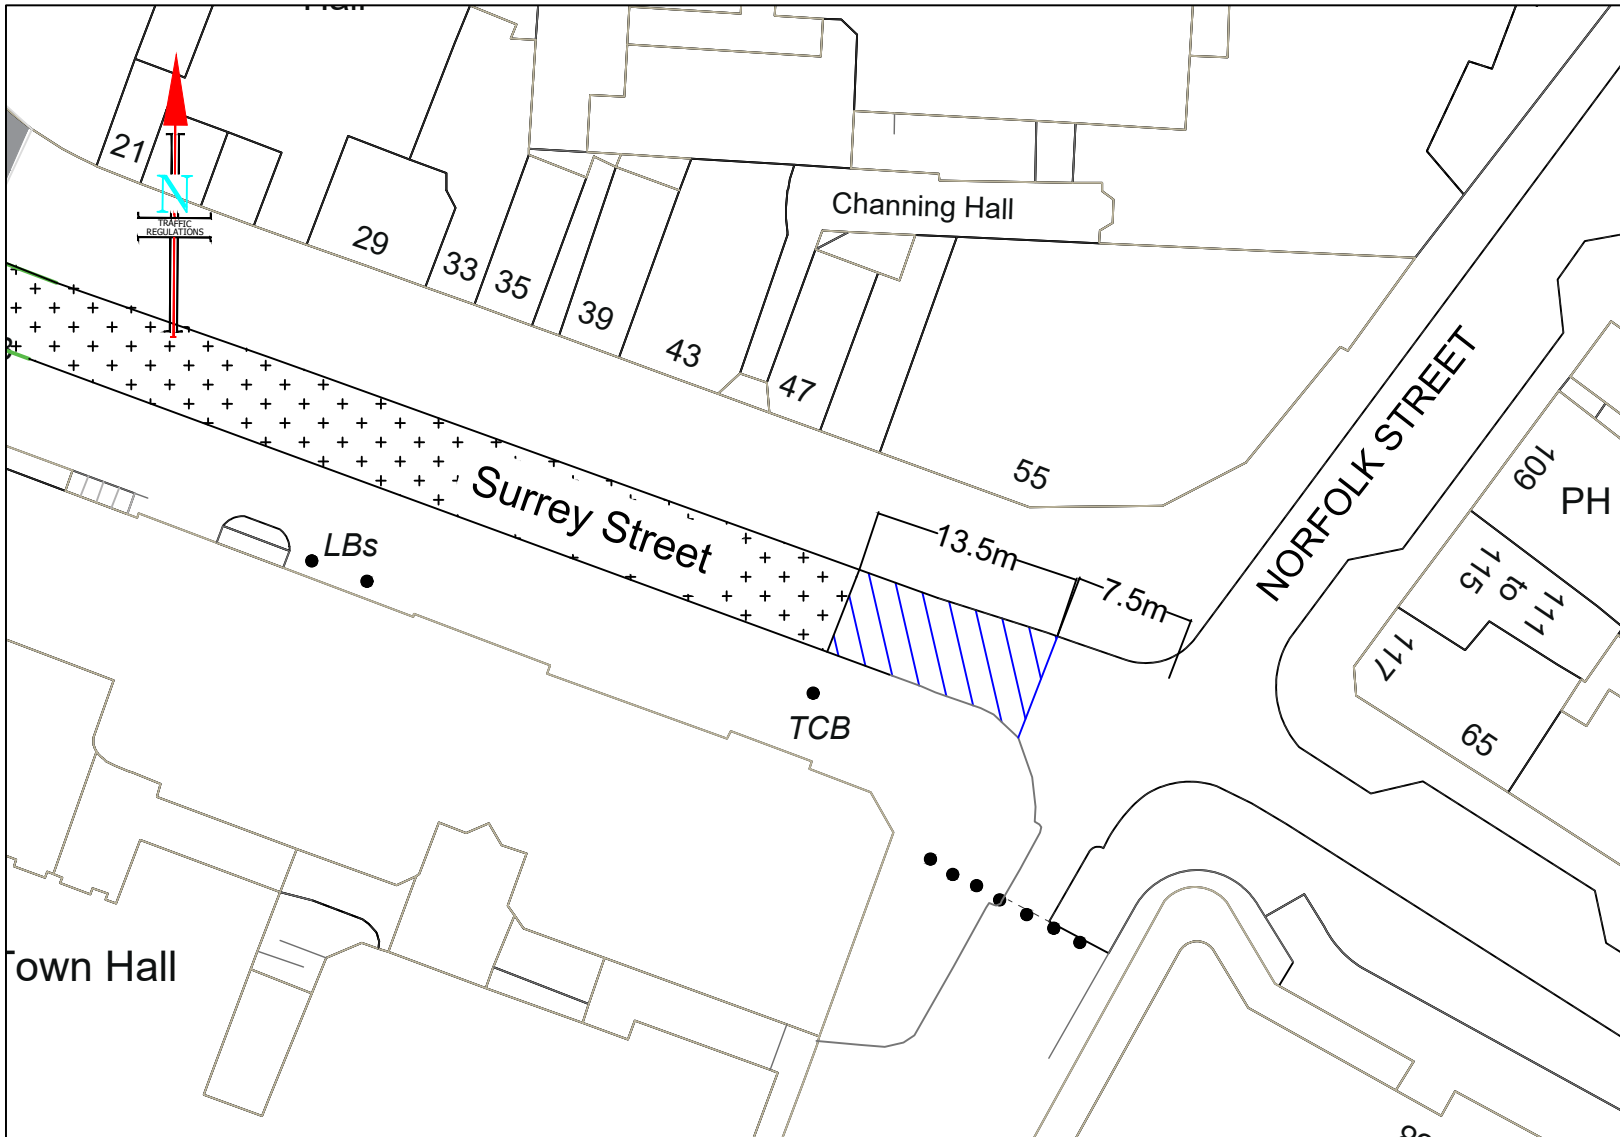 21
N
TRAFFIC
REGULATIONS
29
33
35
39
43
47
55
Channing Hall
Surrey Street
13.5m
7.5m
NORFOLK STREET
109
PH
111
to
115
117
65
LBs
TCB
Town Hall